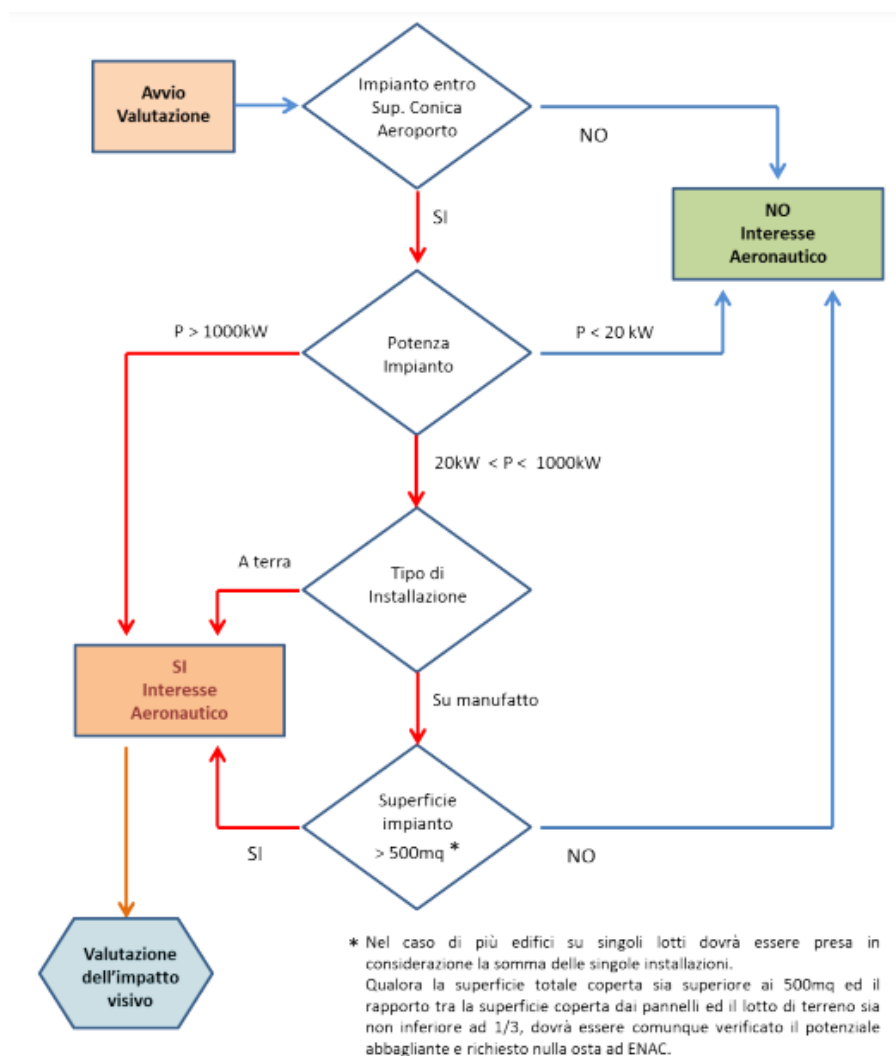 Avvio
Valutazione
Impianto entro
Sup. Conica
Aeroporto
NO
SI
NO
Interesse
Aeronautico
P > 1000kW
Potenza
Impianto
P < 20 kW
20kW < P < 1000kW
A terra
Tipo di
Installazione
SI
Interesse
Aeronautico
Su manufatto
Superficie
impianto
> 500mq *
SI
NO
Valutazione
dell'impatto
visivo
* Nel caso di più edifici su singoli lotti dovrà essere presa in
considerazione la somma delle singole installazioni.
Qualora la superficie totale coperta sia superiore ai 500mq ed il
rapporto tra la superficie coperta dai pannelli ed il lotto di terreno sia
non inferiore ad 1/3, dovrà essere comunque verificato il potenziale
abbagliante e richiesto nulla osta ad ENAC.